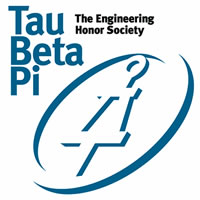 Tau
Beta
Pi
The Engineering
Honor Society